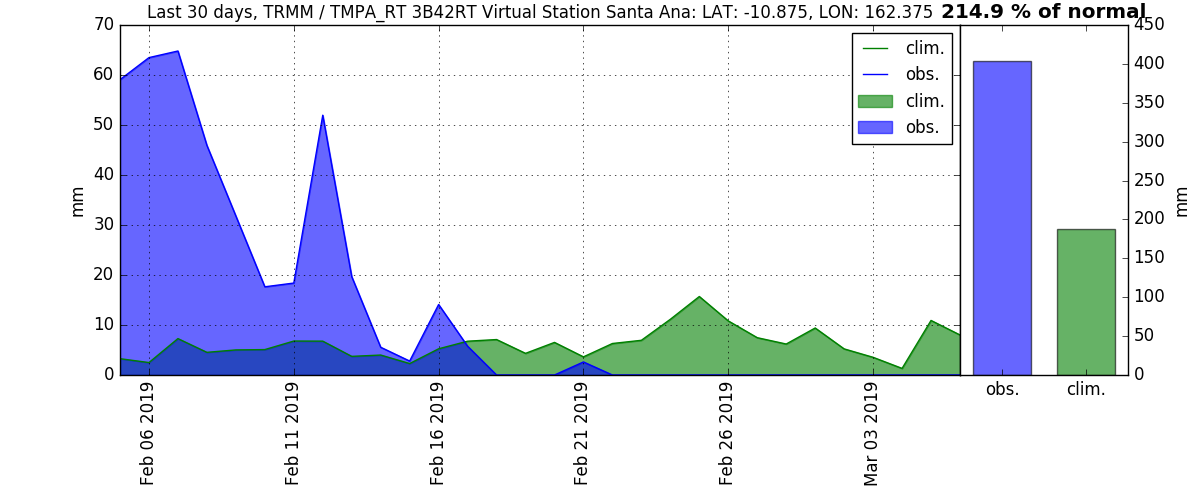 Last 30 days, TRMM / TMPA_RT 3B42RT Virtual Station Santa Ana: LAT: -10.875, LON: 162.375 214.9 % of normal
70
60
50
40
30
20
10
0
mm
clim.
obs.
clim.
obs.
Feb 06 2019
Feb 11 2019
Feb 16 2019
Feb 21 2019
Feb 26 2019
Mar 03 2019
450
400
350
300
250
200
150
100
50
0
mm
obs.
clim.